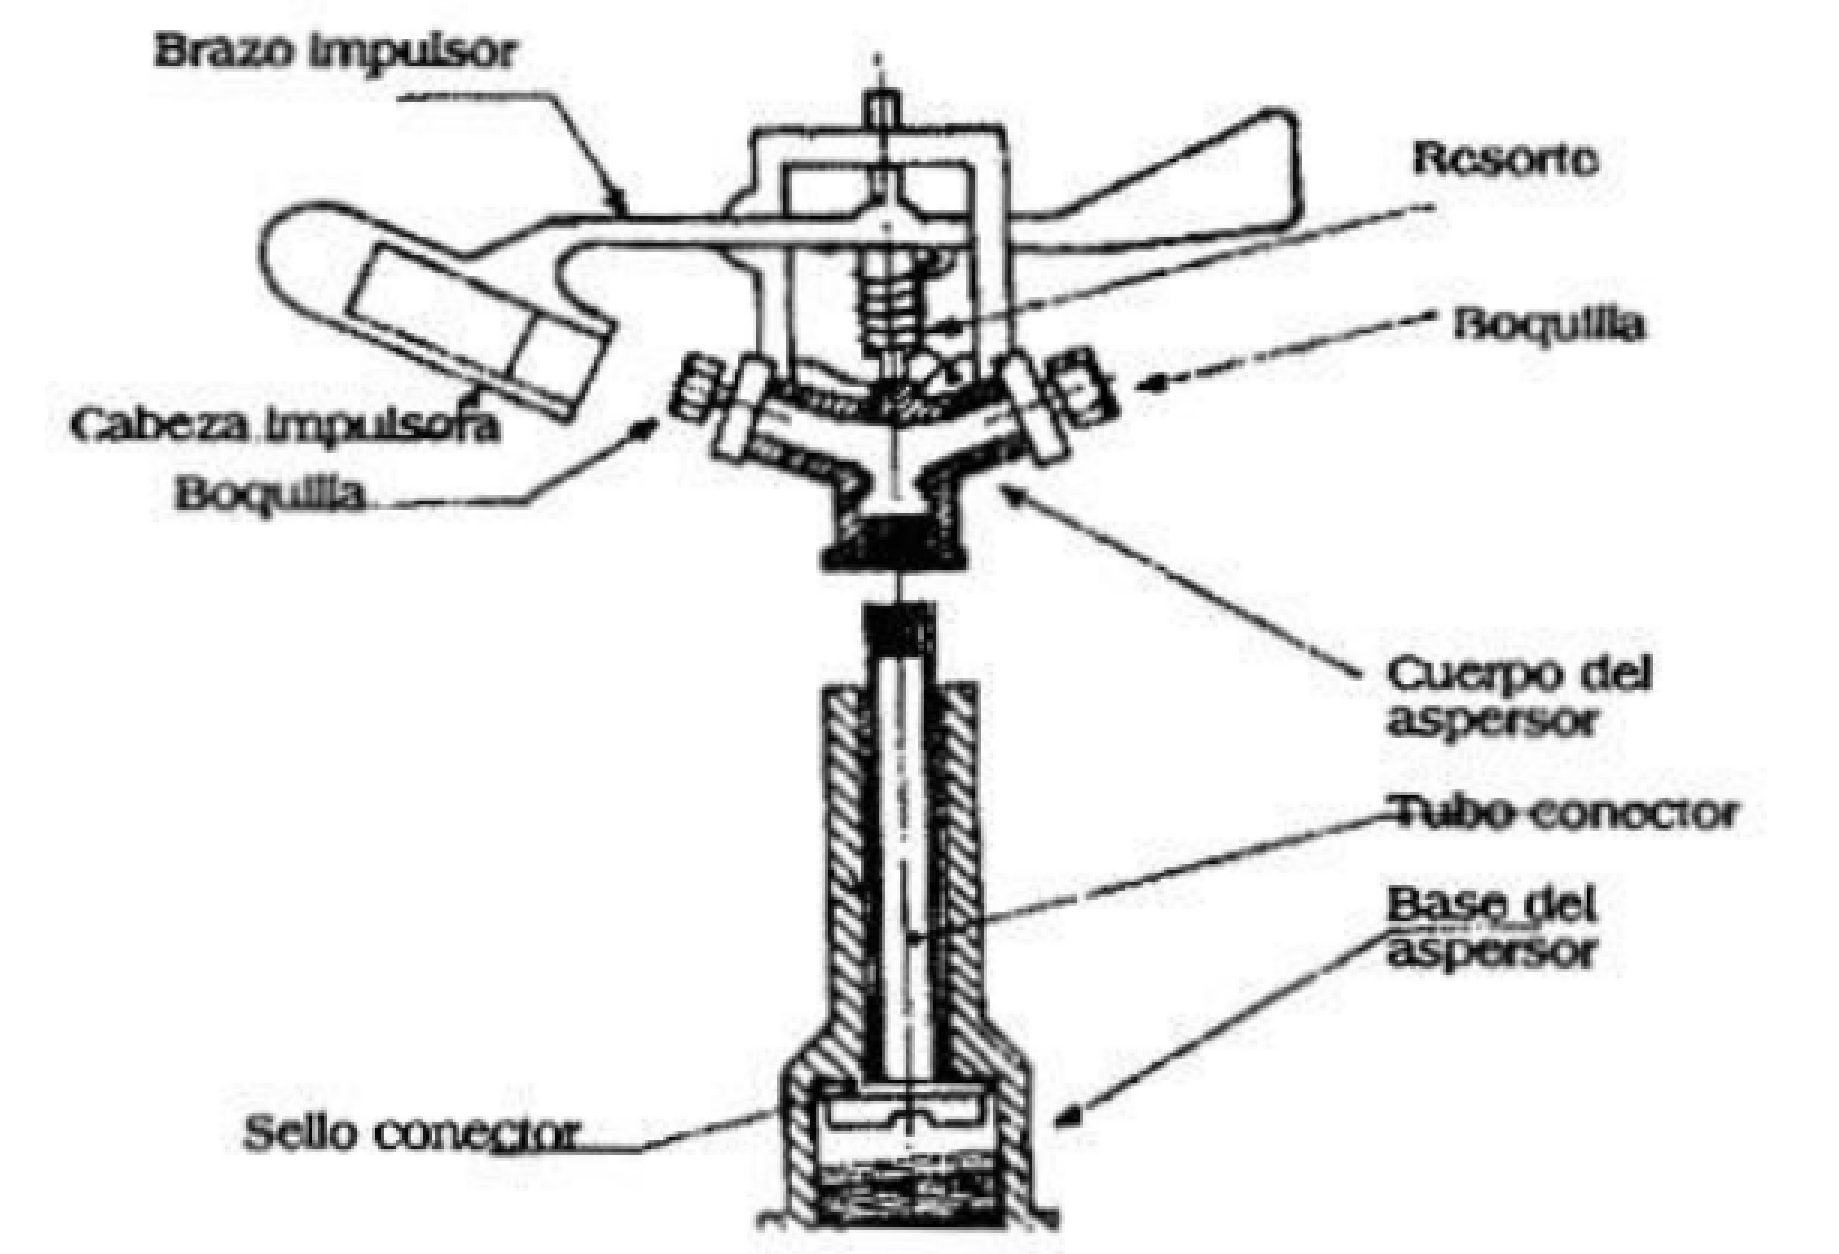 Brazo impulsor
Resorte
Boquilla
Cabeza impulsora
Boquilla
Cuerpo del
aspersor
Tubo conector
Base del
aspersor
Sello conector